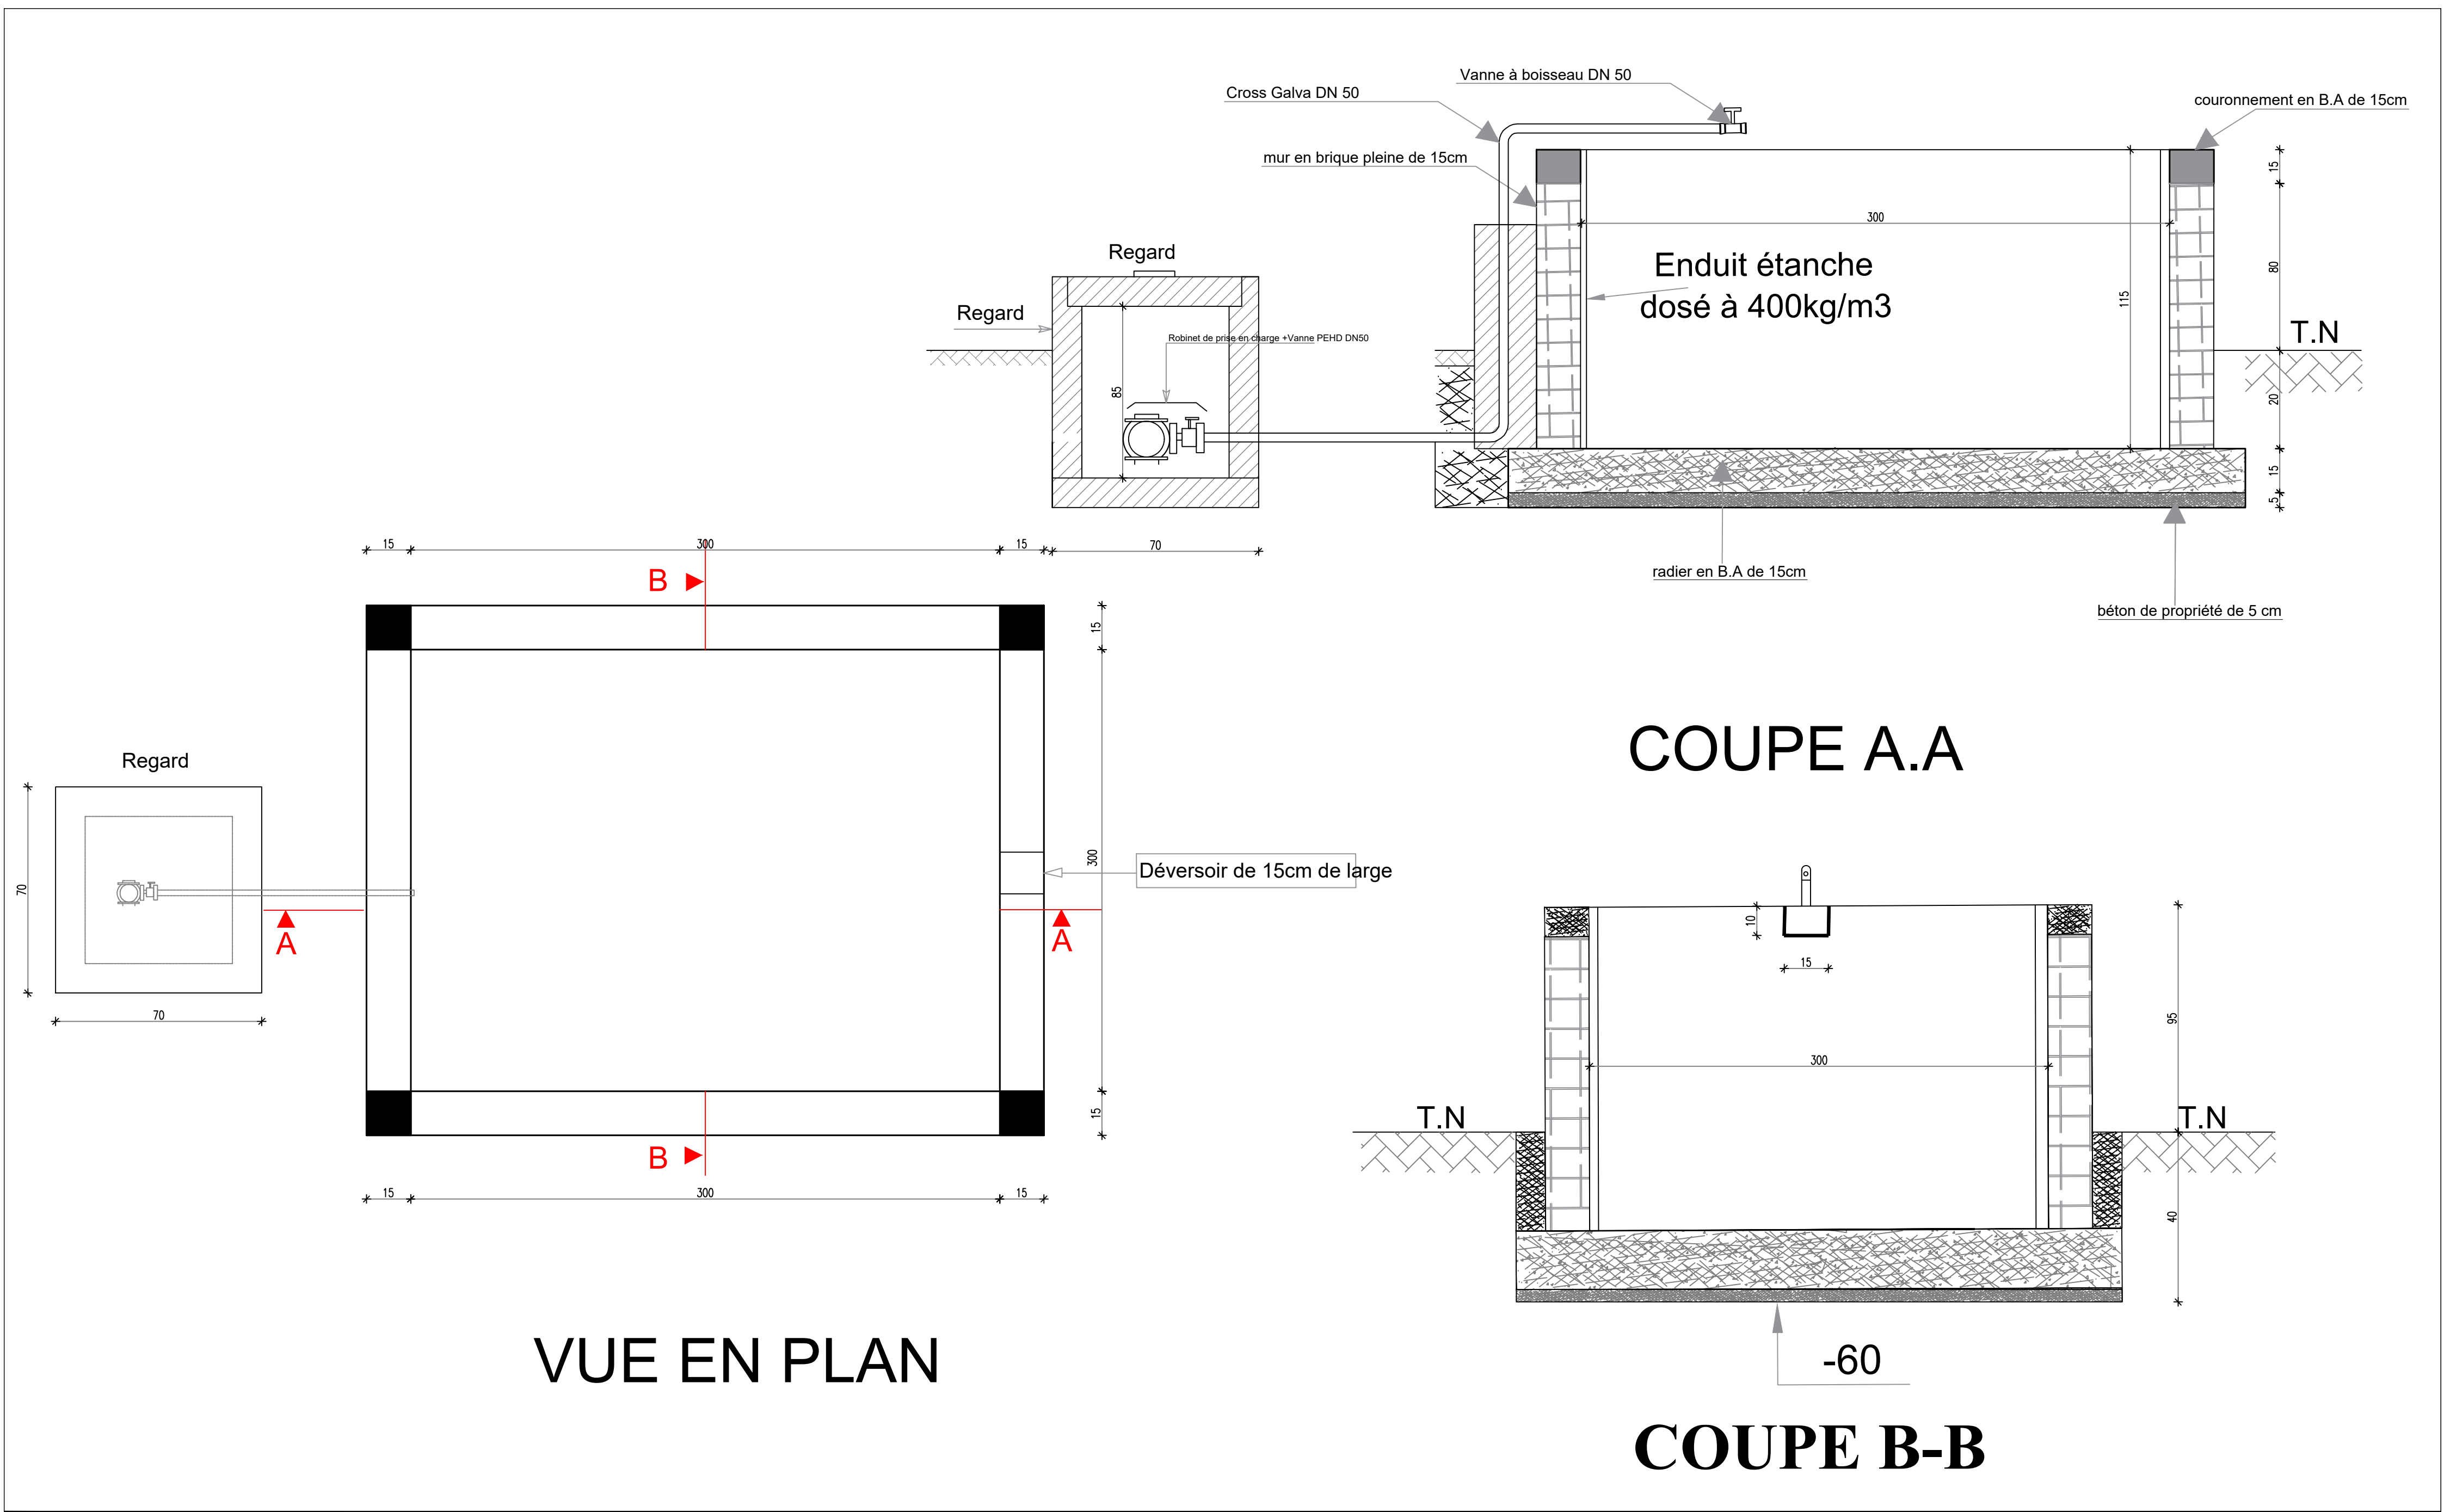 Vanne à boisseau DN 50
Cross Galva DN 50
couronnement en B.A de 15cm
mur en brique pleine de 15cm
15
300
Regard
Enduit étanche
dosé à 400kg/m3
80
115
Regard
T.N
Robinet de prise en charge +Vanne PEHD DN50
85
20
15
5
radier en B.A de 15cm
béton de propriété de 5 cm
70
COUPE A.A
15
300
15
B
15
Regard
300
Déversoir de 15cm de large
70
A
A
70
15
B
15
300
15
VUE EN PLAN
10
15
95
300
T.N
T.N
40
-60
COUPE B-B